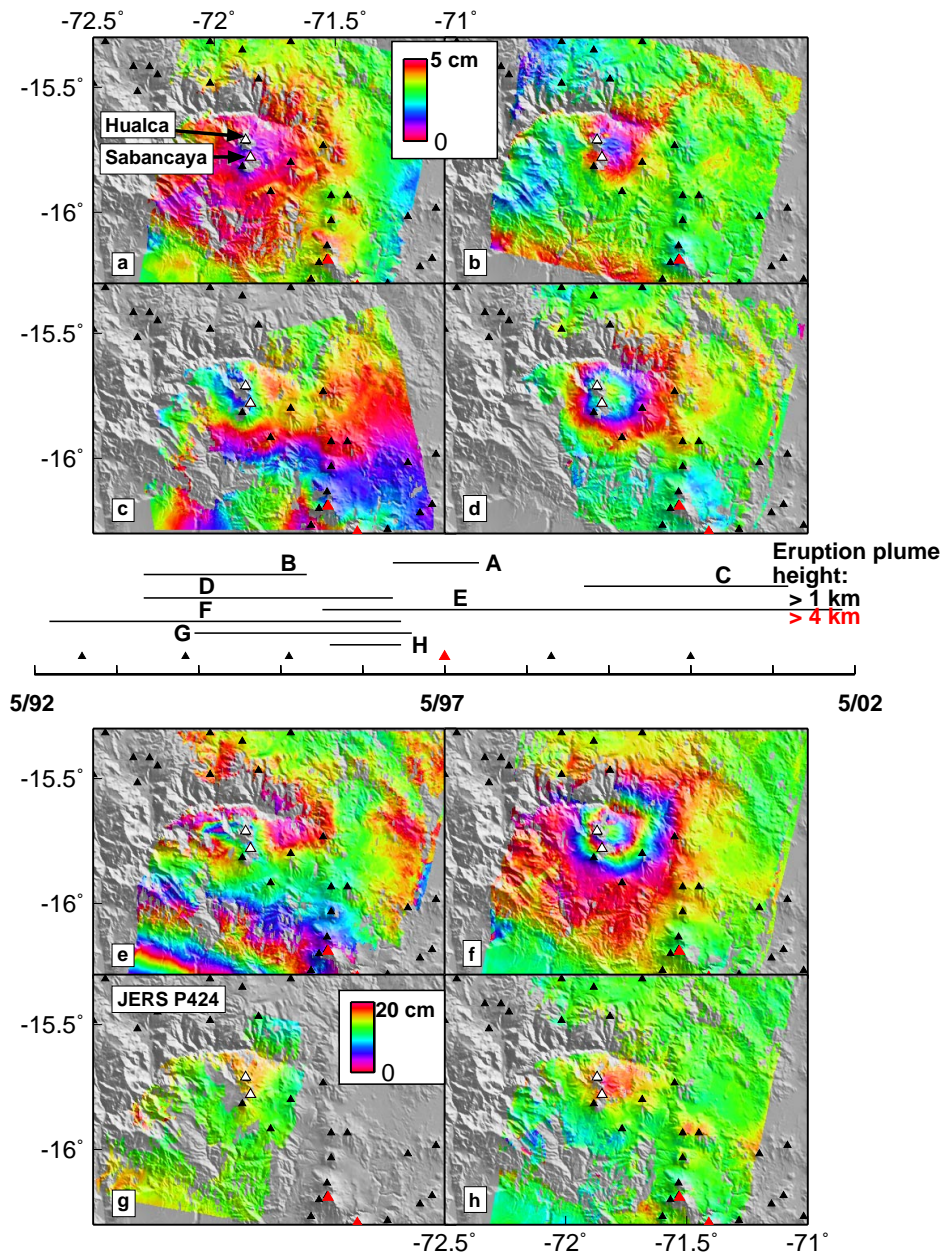 -72.5° -72° -71.5° -71°
5 cm
0
-15.5°
Hualca
Sabancaya
-16°
a
b
-15.5°
-16°
c
d
B
A
Eruption plume
height:
C
D
> 1 km
E
> 4 km
F
G
H
5/92 5/97 5/02
-15.5°
-16°
e
f
JERS P424
20 cm
0
-15.5°
-16°
g
h
-72.5° -72° -71.5° -71°